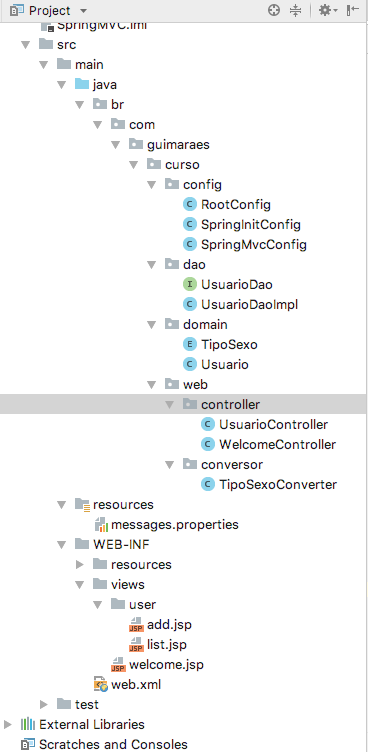 Project
SpringMVC.iml
src
main
java
br
com
guimaraes
curso
config
C RootConfig
C SpringInitConfig
C SpringMvcConfig
dao
I UsuarioDao
C UsuarioDaoImpl
domain
E TipoSexo
C Usuario
web
controller
C UsuarioController
C WelcomeController
conversor
C TipoSexoConverter
resources
messages.properties
WEB-INF
resources
views
user
JSP add.jsp
JSP list.jsp
JSP welcome.jsp
web.xml
test
External Libraries
Scratches and Consoles